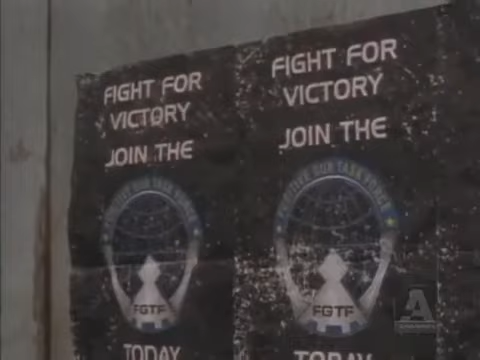 FIGHT FOR
VICTORY
JOIN THE
FGTF
TODAY
FIGHT FOR
VICTORY
JOIN THE
FGTF
TODAY
A